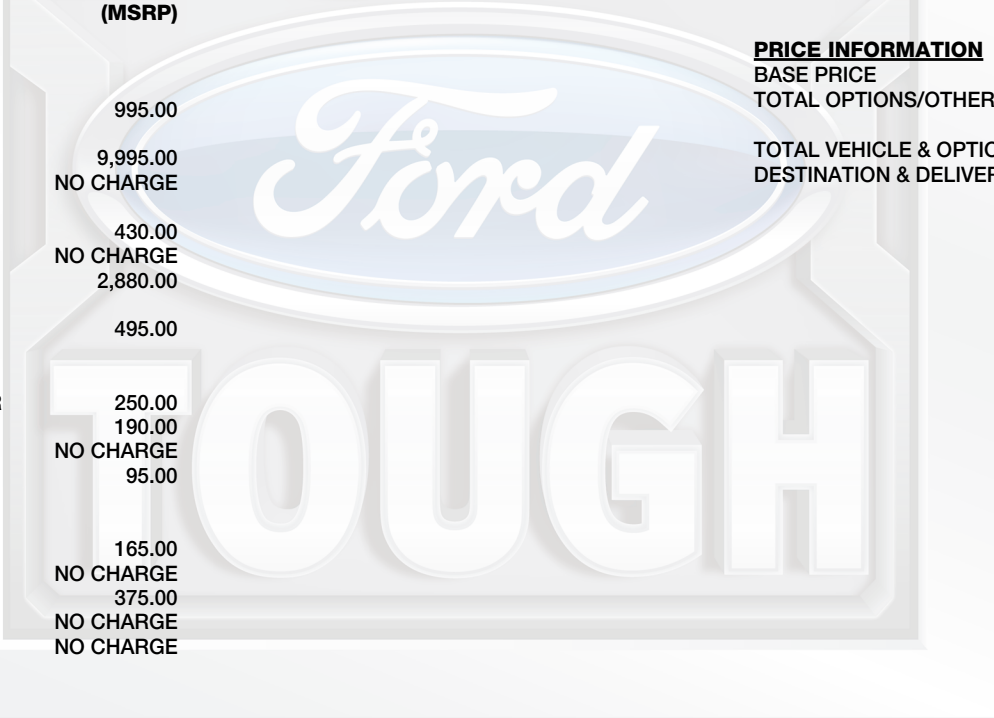 (MSRP)
995.00
9,995.00
NO CHARGE
430.00
NO CHARGE
2,880.00
495.00
250.00
190.00
NO CHARGE
95.00
165.00
NO CHARGE
375.00
NO CHARGE
NO CHARGE
PRICE INFORMATION
BASE PRICE
TOTAL OPTIONS/OTHER
TOTAL VEHICLE & OPTIO
DESTINATION & DELIVER
Ford
TOUGH